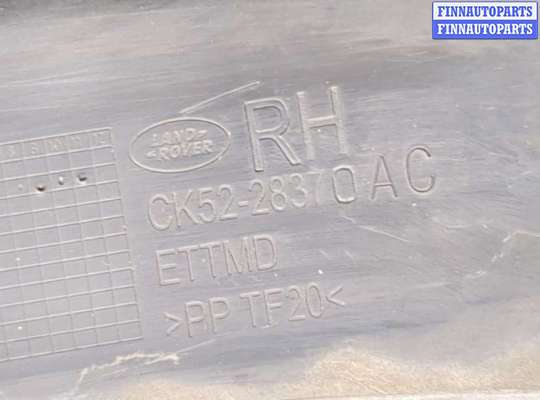 FINNAUTOPARTS
FINNAUTOPARTS
LAND
ROVER
RH
CK52-28370AC
ETTMD
>PP TF20<